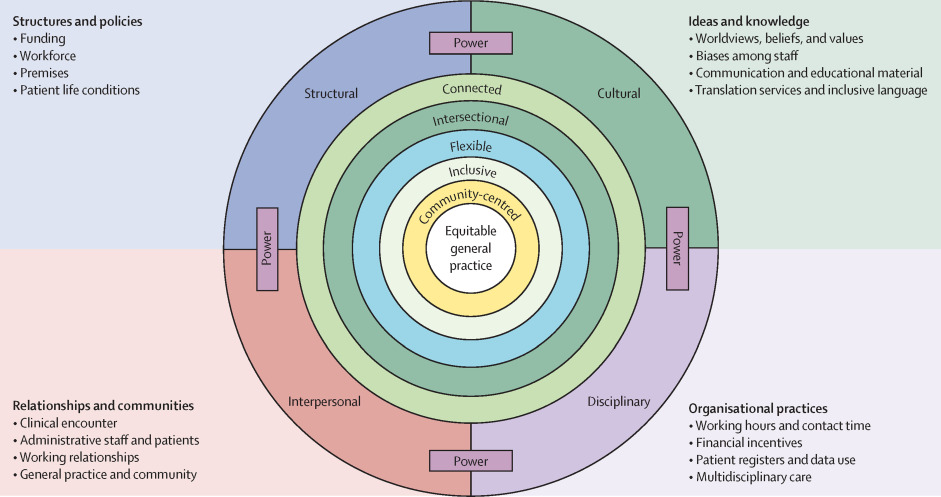 Structures and policies
• Funding
• Workforce
• Premises
• Patient life conditions
Ideas and knowledge
• Worldviews, beliefs, and values
• Biases among staff
• Communication and educational material
• Translation services and inclusive language
Power
Structural
Cultural
Connected
Intersectional
Flexible
Inclusive
Community-centred
Equitable
general
practice
Power
Power
Interpersonal
Disciplinary
Power
Relationships and communities
• Clinical encounter
• Administrative staff and patients
• Working relationships
• General practice and community
Organisational practices
• Working hours and contact time
• Financial incentives
• Patient registers and data use
• Multidisciplinary care